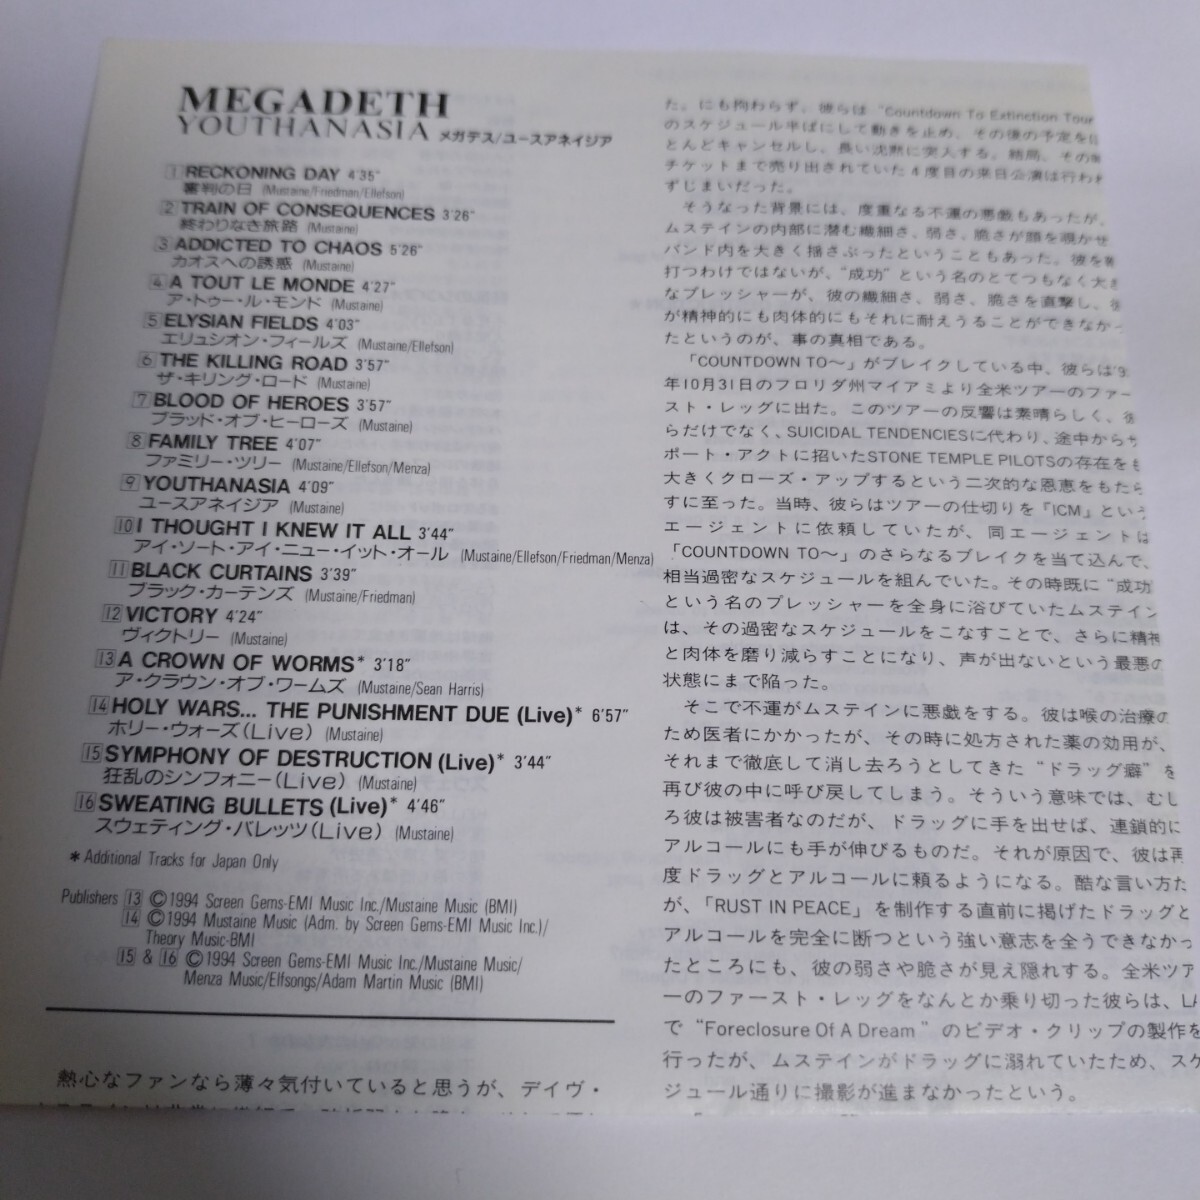 MEGADETH
YOUTHANASIA メガデス/ユースアネイジア
1 RECKONING DAY 4'35"
審判の日 (Mustaine/Friedman/Ellefson)
2 TRAIN OF CONSEQUENCES 3'26"
終わりなき旅路 (Mustaine)
3 ADDICTED TO CHAOS 5'26"
カオスへの誘惑 (Mustaine)
4 A TOUT LE MONDE 4'27"
ア・トゥー・ル・モンド (Mustaine)
5 ELYSIAN FIELDS 4'03"
エリュシオン・フィールズ (Mustaine/Ellefson)
6 THE KILLING ROAD 3'57"
ザ・キリング・ロード (Mustaine)
7 BLOOD OF HEROES 3'57"
ブラッド・オブ・ヒーローズ (Mustaine)
8 FAMILY TREE 4'07"
ファミリー・ツリー (Mustaine/Ellefson/Menza)
9 YOUTHANASIA 4'09"
ユースアネイジア (Mustaine)
10 I THOUGHT I KNEW IT ALL 3'44"
アイ・ソート・アイ・ニュー・イット・オール (Mustaine/Ellefson/Friedman/Menza)
11 BLACK CURTAINS 3'39"
ブラック・カーテンズ (Mustaine/Friedman)
12 VICTORY 4'24"
ヴィクトリー (Mustaine)
13 A CROWN OF WORMS* 3'18"
ア・クラウン・オブ・ワームズ (Mustaine/Sean Harris)
14 HOLY WARS... THE PUNISHMENT DUE (Live)* 6'57"
ホリー・ウォーズ(Live) (Mustaine)
15 SYMPHONY OF DESTRUCTION (Live)* 3'44"
狂乱のシンフォニー(Live) (Mustaine)
16 SWEATING BULLETS (Live)* 4'46"
スウェティング・バレッツ(Live) (Mustaine)
*Additional Tracks for Japan Only
Publishers 13 ©1994 Screen Gems-EMI Music Inc./Mustaine Music (BMI)
14 ©1994 Mustaine Music (Adm. by Screen Gems-EMI Music Inc.)/
Theory Music-BMI
15 & 16 ©1994 Screen Gems-EMI Music Inc./Mustaine Music/
Menza Music/Elfsongs/Adam Martin Music (BMI)
熱心なファンなら薄々気付いていると思うが、デイヴ・
た。にも拘わらず、彼らは “Countdown To Extinction Tour
のスケジュール半ばにして動きを止め、その後の予定を
とんどキャンセルし、長い沈黙に突入する。結局、その
チケットまで売り出されていた4度目の来日公演は行わ
ずじまいだった。
そうなった背景には、度重なる不運の悪戯もあったが、
ムステインの内部に潜む繊細さ、弱さ、脆さが顔を覗かせ
バンド内を大きく揺さぶったということもあった。彼を
打つわけではないが、“成功” という名のとてつもなく大き
なプレッシャーが、彼の繊細さ、弱さ、脆さを直撃し、
が精神的にも肉体的にもそれに耐えうることができなかっ
たというのが、事の真相である。
「COUNTDOWN TO〜」がブレイクしている中、彼らは'9
年10月31日のフロリダ州マイアミより全米ツアーのファー
スト・レッグに出た。このツアーの反響は素晴らしく、彼
らだけでなく、SUICIDAL TENDENCIESに代わり、途中からサ
ポート・アクトに招いたSTONE TEMPLE PILOTSの存在をも
大きくクローズ・アップするという二次的な恩恵をもたら
すに至った。当時、彼らはツアーの仕切りを「ICM」という
エージェントに依頼していたが、同エージェントは
「COUNTDOWN TO〜」のさらなるブレイクを当て込んで、
相当過密なスケジュールを組んでいた。その時既に “成功
という名のプレッシャーを全身に浴びていたムステイン
は、その過密なスケジュールをこなすことで、さらに精神
と肉体を磨り減らすことになり、声が出ないという最悪の
状態にまで陥った。
そこで不運がムステインに悪戯をする。彼は喉の治療の
ため医者にかかったが、その時に処方された薬の効用が、
それまで徹底して消し去ろうとしてきた “ドラッグ癖” を
再び彼の中に呼び戻してしまう。そういう意味では、むし
ろ彼は被害者なのだが、ドラッグに手を出せば、連鎖的に
アルコールにも手が伸びるものだ。それが原因で、彼は再
度ドラッグとアルコールに頼るようになる。酷な言い方だ
が、「RUST IN PEACE」を制作する直前に掲げたドラッグと
アルコールを完全に断つという強い意志を全うできなかっ
たところにも、彼の弱さや脆さが見え隠れする。全米ツア
ーのファースト・レッグをなんとか乗り切った彼らは、LA
で “Foreclosure Of A Dream” のビデオ・クリップの製作を
行ったが、ムステインがドラッグに溺れていたため、スケ
ジュール通りに撮影が進まなかったという。